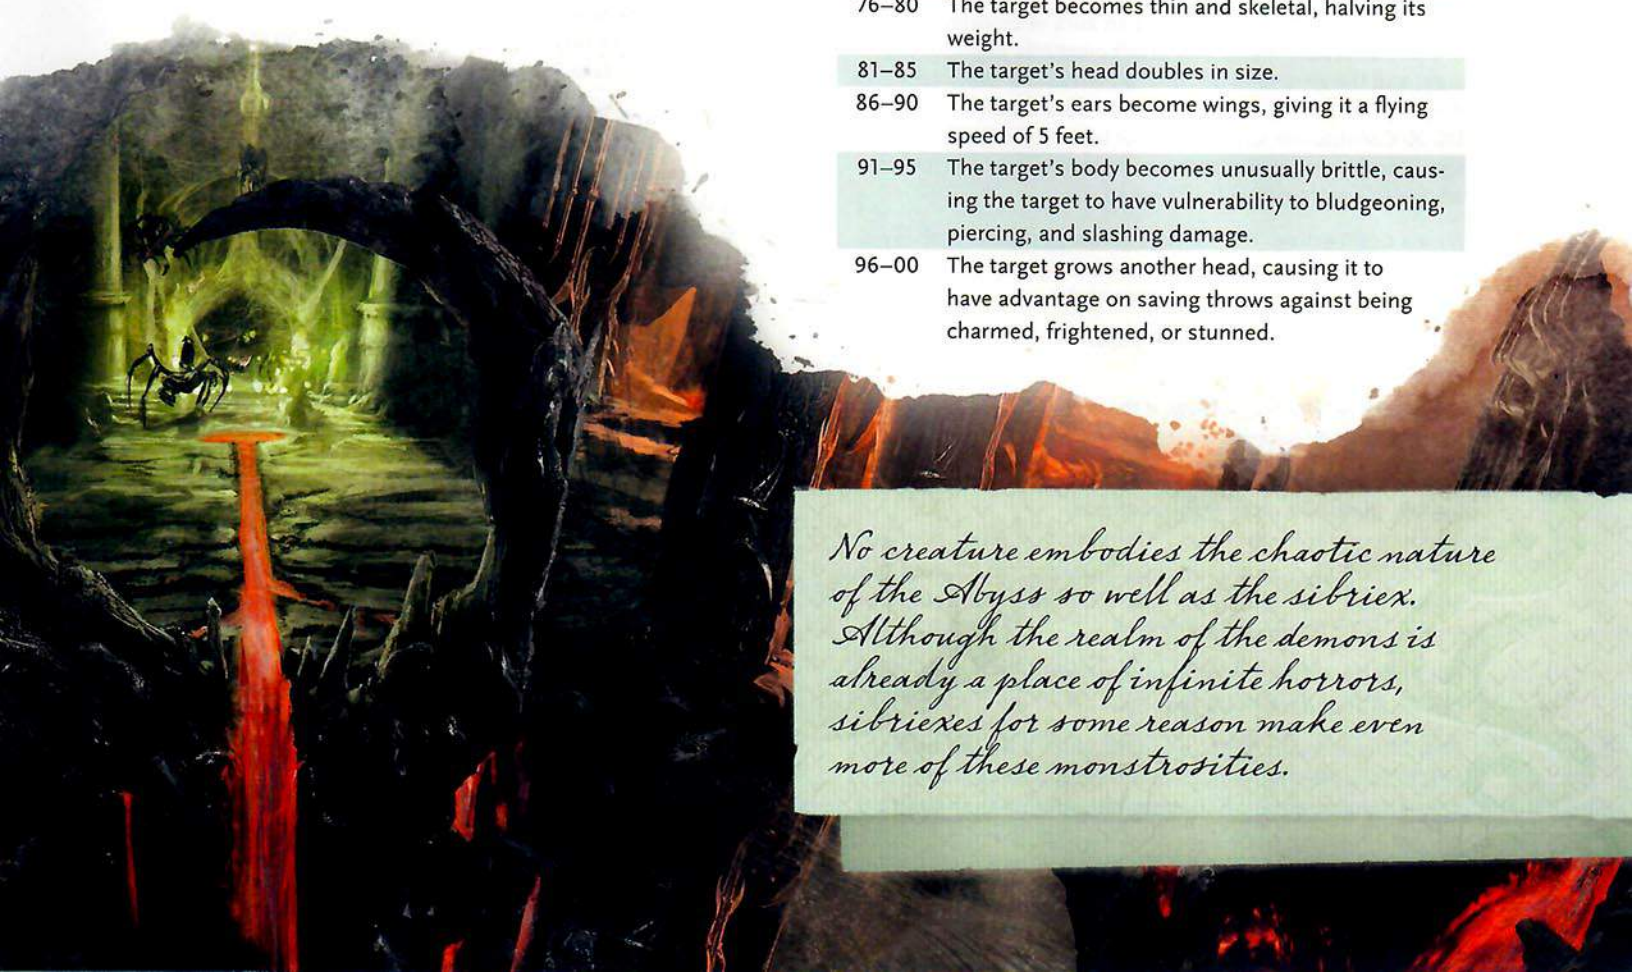 76–80 The target becomes thin and skeletal, halving its
weight.
81–85 The target's head doubles in size.
86–90 The target's ears become wings, giving it a flying
speed of 5 feet.
91–95 The target's body becomes unusually brittle, caus-
ing the target to have vulnerability to bludgeoning,
piercing, and slashing damage.
96–00 The target grows another head, causing it to
have advantage on saving throws against being
charmed, frightened, or stunned.
No creature embodies the chaotic nature
of the Abyss so well as the sibriex.
Although the realm of the demons is
already a place of infinite horrors,
sibriexes for some reason make even
more of these monstrosities.